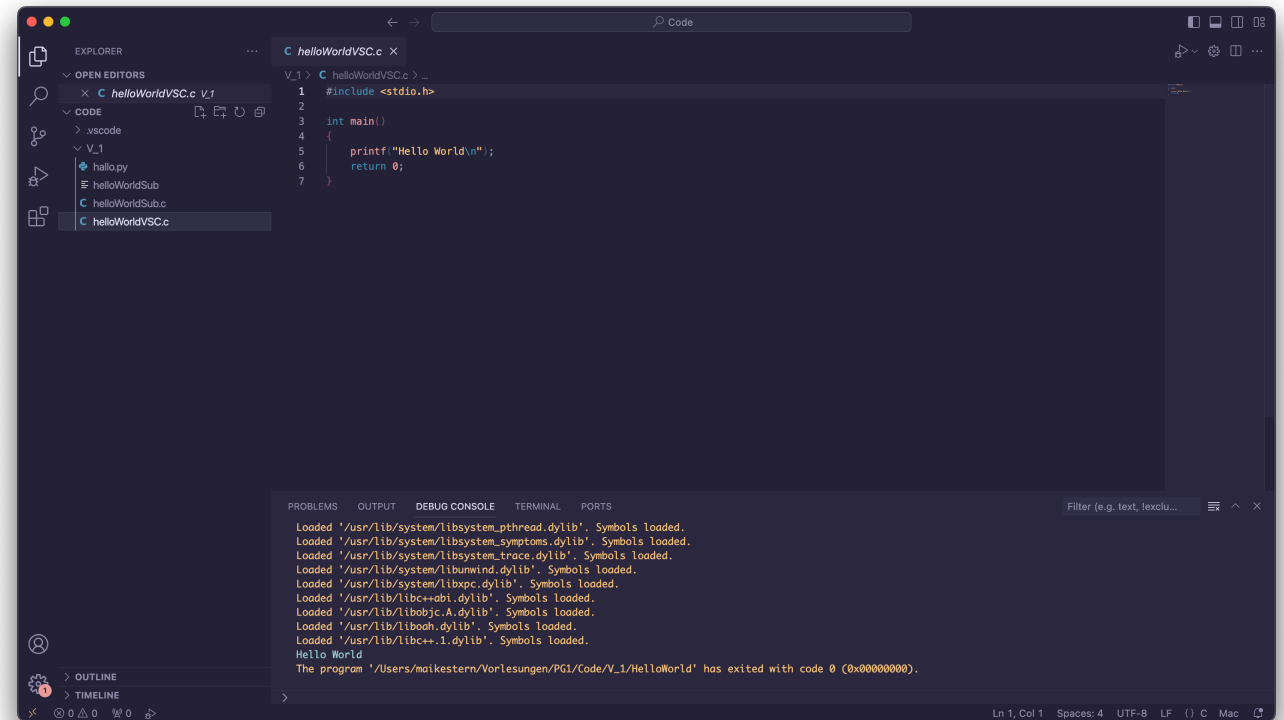 Code
EXPLORER ···
OPEN EDITORS
C helloWorldVSC.c V_1
CODE
.vscode
V_1
hallo.py
helloWorldSub
C helloWorldSub.c
C helloWorldVSC.c
OUTLINE
TIMELINE
C helloWorldVSC.c ×
V_1 > C helloWorldVSC.c > ...
1 #include <stdio.h>
2
3 int main()
4 {
5 printf("Hello World\n");
6 return 0;
7 }
PROBLEMS OUTPUT DEBUG CONSOLE TERMINAL PORTS Filter (e.g. text, !exclu...
Loaded '/usr/lib/system/libsystem_pthread.dylib'. Symbols loaded.
Loaded '/usr/lib/system/libsystem_symptoms.dylib'. Symbols loaded.
Loaded '/usr/lib/system/libsystem_trace.dylib'. Symbols loaded.
Loaded '/usr/lib/system/libunwind.dylib'. Symbols loaded.
Loaded '/usr/lib/system/libxpc.dylib'. Symbols loaded.
Loaded '/usr/lib/libc++abi.dylib'. Symbols loaded.
Loaded '/usr/lib/libobjc.A.dylib'. Symbols loaded.
Loaded '/usr/lib/liboah.dylib'. Symbols loaded.
Loaded '/usr/lib/libc++.1.dylib'. Symbols loaded.
Hello World
The program '/Users/maikestern/Vorlesungen/PG1/Code/V_1/HelloWorld' has exited with code 0 (0x00000000).
>
1
0 0 0 Ln 1, Col 1 Spaces: 4 UTF-8 LF {} C Mac